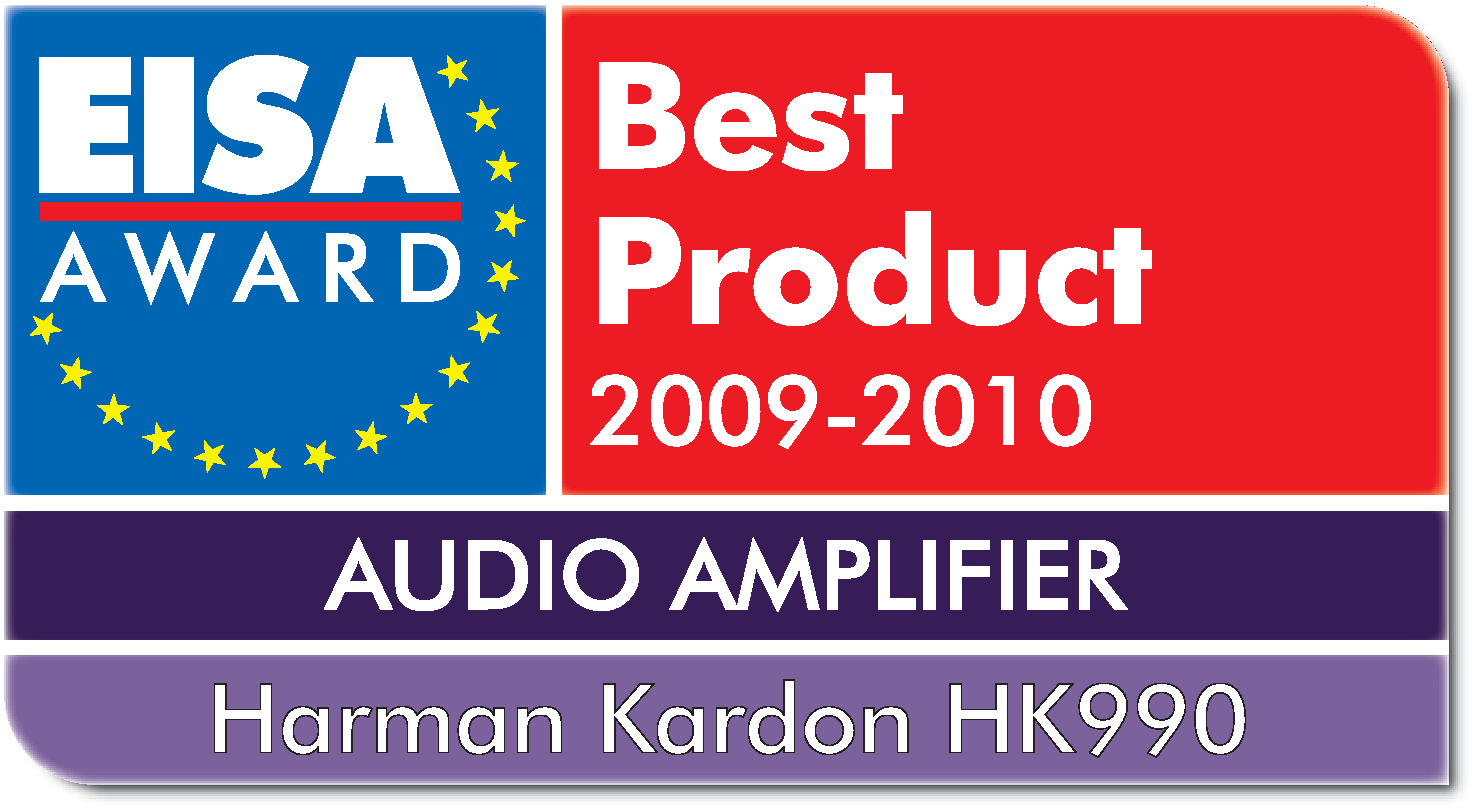 EISA
AWARD
Best
Product
2009-2010
AUDIO AMPLIFIER
Harman Kardon HK990